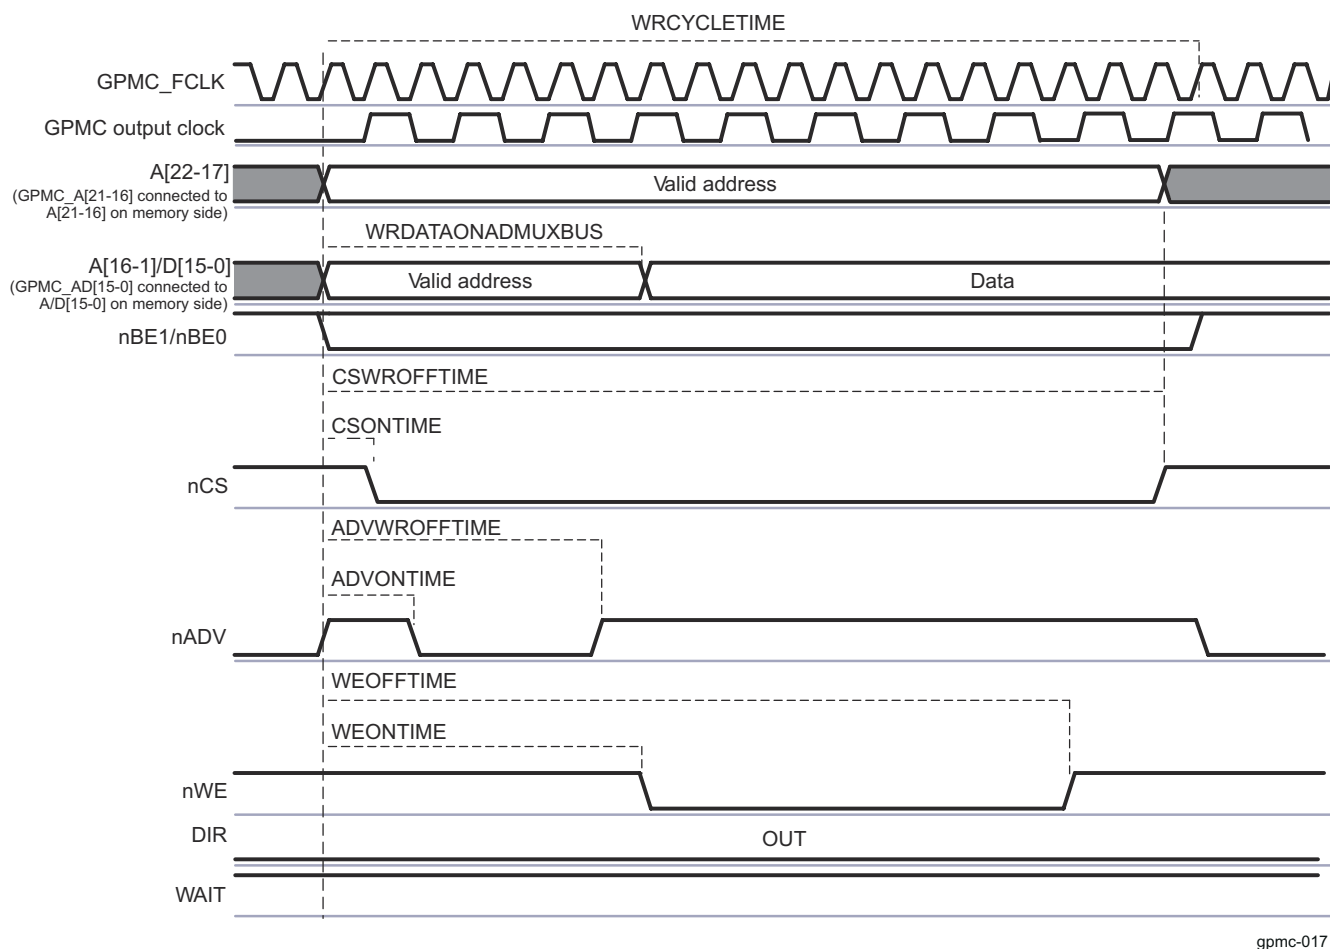 WRCYCLETIME
GPMC_FCLK
GPMC output clock
A[22-17]
(GPMC_A[21-16] connected to
A[21-16] on memory side)
Valid address
WRDATAONADMUXBUS
A[16-1]/D[15-0]
(GPMC_AD[15-0] connected to
A/D[15-0] on memory side)
Valid address
Data
nBE1/nBE0
CSWROFFTIME
CSONTIME
nCS
ADVWROFFTIME
ADVONTIME
nADV
WEOFFTIME
WEONTIME
nWE
DIR
OUT
WAIT
gpmc-017